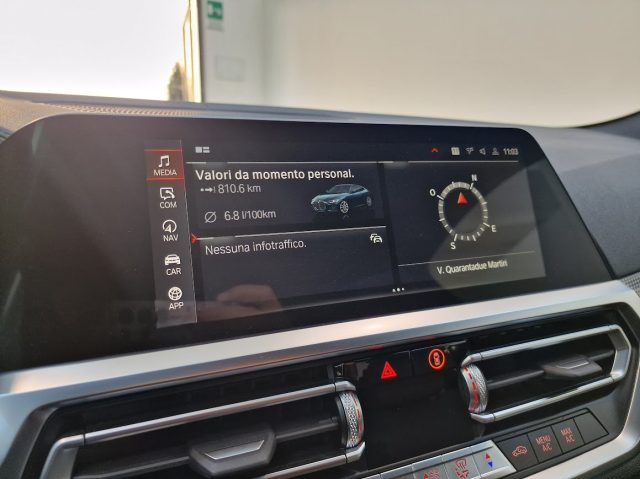 11:03
MEDIA
COM
NAV
CAR
APP
Valori da momento personal.
810.6 km
6.8 l/100km
Nessuna infotraffico.
N
O
E
S
V. Quarantadue Martiri
MENU
A/C
MAX
A/C